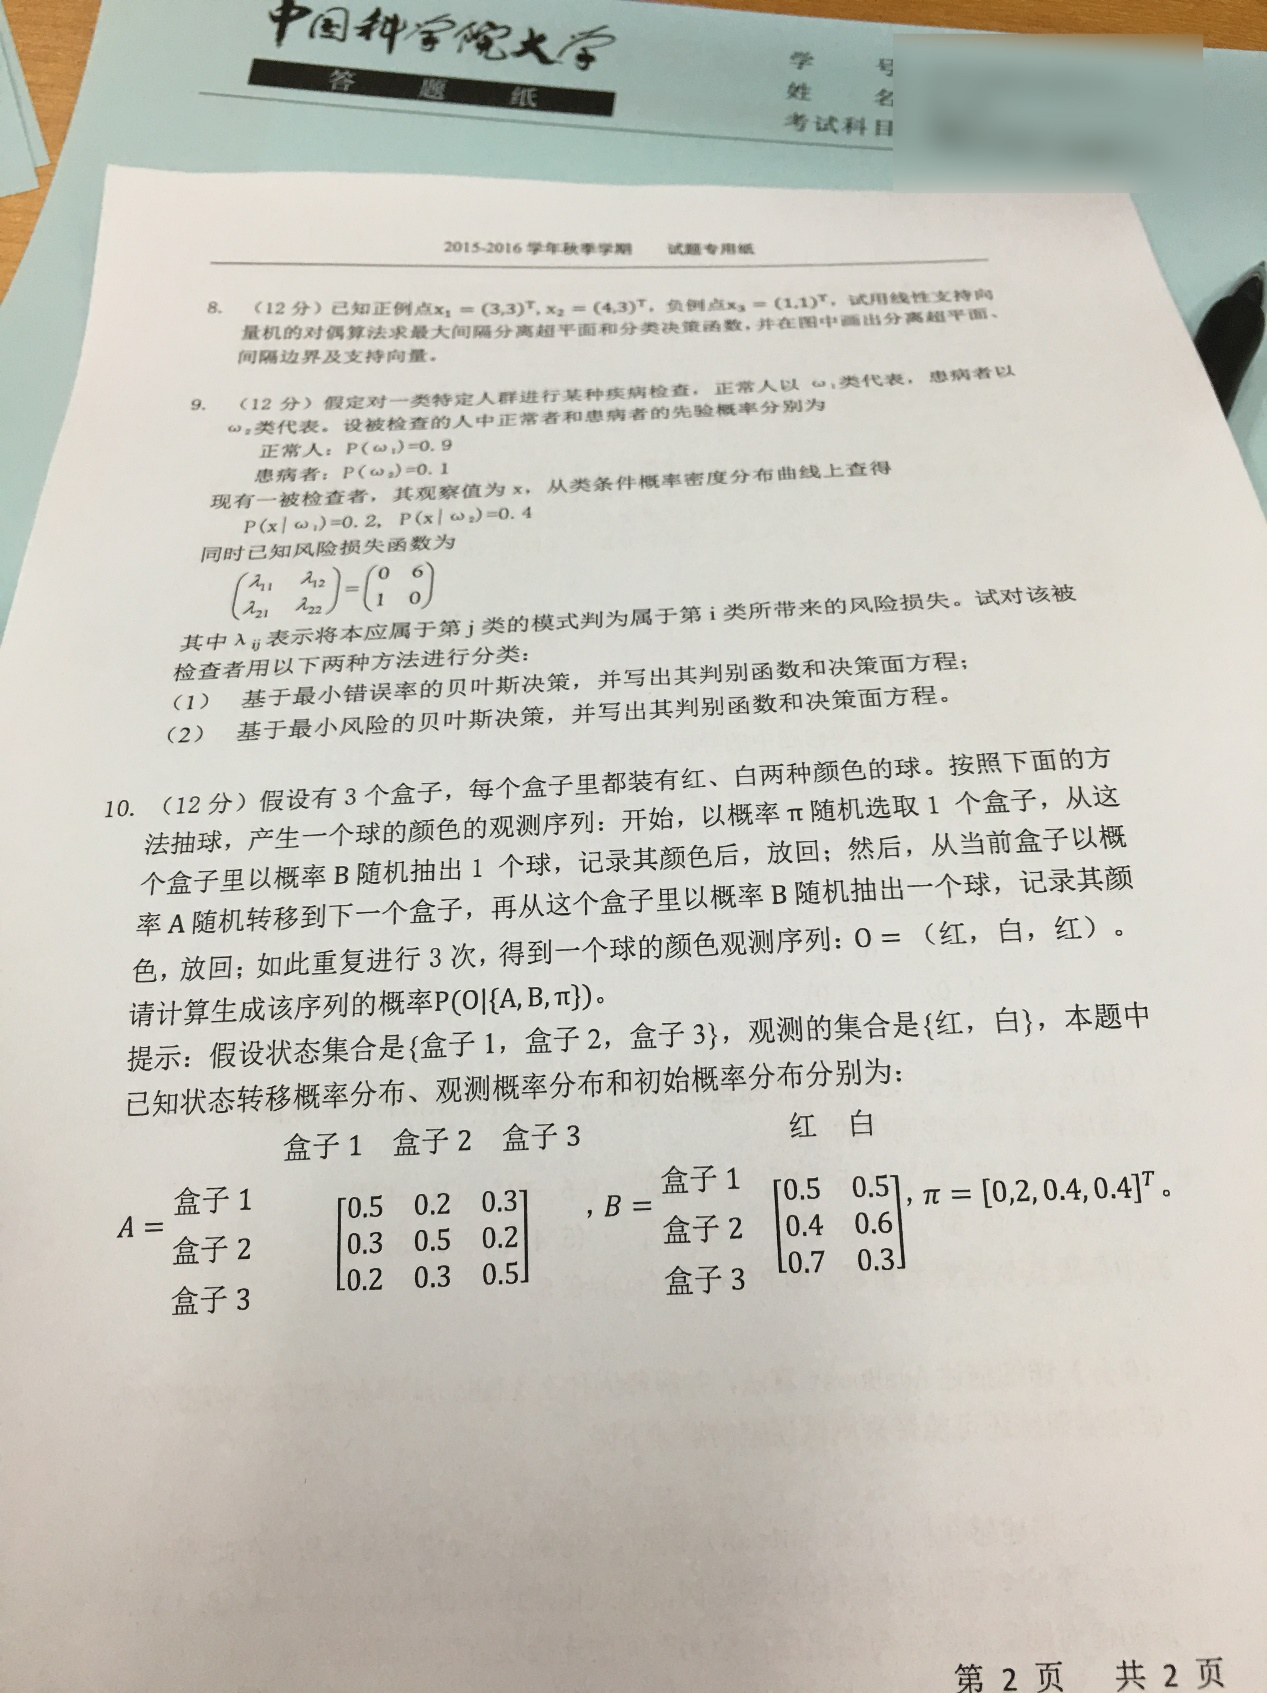 中国科学院大学
答 题 纸
学 号
姓 名
考试科目
2015-2016 学年秋季学期 试题专用纸
8. （12 分）已知正例点x₁ = (3,3)ᵀ, x₂ = (4,3)ᵀ，负例点x₃ = (1,1)ᵀ，试用线性支持向
量机的对偶算法求最大间隔分离超平面和分类决策函数，并在图中画出分离超平面、
间隔边界及支持向量。
9. （12 分）假定对一类特定人群进行某种疾病检查，正常人以 ω₁类代表，患病者以
ω₂类代表。设被检查的人中正常者和患病者的先验概率分别为
正常人：P(ω₁)=0.9
患病者：P(ω₂)=0.1
现有一被检查者，其观察值为 x，从类条件概率密度分布曲线上查得
P(x|ω₁)=0.2, P(x|ω₂)=0.4
同时已知风险损失函数为
(λ₁₁ λ₁₂) = (0 6)
(λ₂₁ λ₂₂) (1 0)
其中 λij 表示将本应属于第 j 类的模式判为属于第 i 类所带来的风险损失。试对该被
检查者用以下两种方法进行分类：
（1） 基于最小错误率的贝叶斯决策，并写出其判别函数和决策面方程；
（2） 基于最小风险的贝叶斯决策，并写出其判别函数和决策面方程。
10. （12 分）假设有 3 个盒子，每个盒子里都装有红、白两种颜色的球。按照下面的方
法抽球，产生一个球的颜色的观测序列：开始，以概率 π 随机选取 1 个盒子，从这
个盒子里以概率 B 随机抽出 1 个球，记录其颜色后，放回；然后，从当前盒子以概
率 A 随机转移到下一个盒子，再从这个盒子里以概率 B 随机抽出一个球，记录其颜
色，放回；如此重复进行 3 次，得到一个球的颜色观测序列：O = （红，白，红）。
请计算生成该序列的概率P(O|{A, B, π})。
提示：假设状态集合是{盒子 1，盒子 2，盒子 3}，观测的集合是{红，白}，本题中
已知状态转移概率分布、观测概率分布和初始概率分布分别为：
盒子 1 盒子 2 盒子 3 红 白
盒子 1 [0.5 0.2 0.3] 盒子 1 [0.5 0.5]
A = 盒子 2 [0.3 0.5 0.2] , B = 盒子 2 [0.4 0.6] , π = [0,2, 0.4, 0.4]ᵀ。
盒子 3 [0.2 0.3 0.5] 盒子 3 [0.7 0.3]
第 2 页 共 2 页